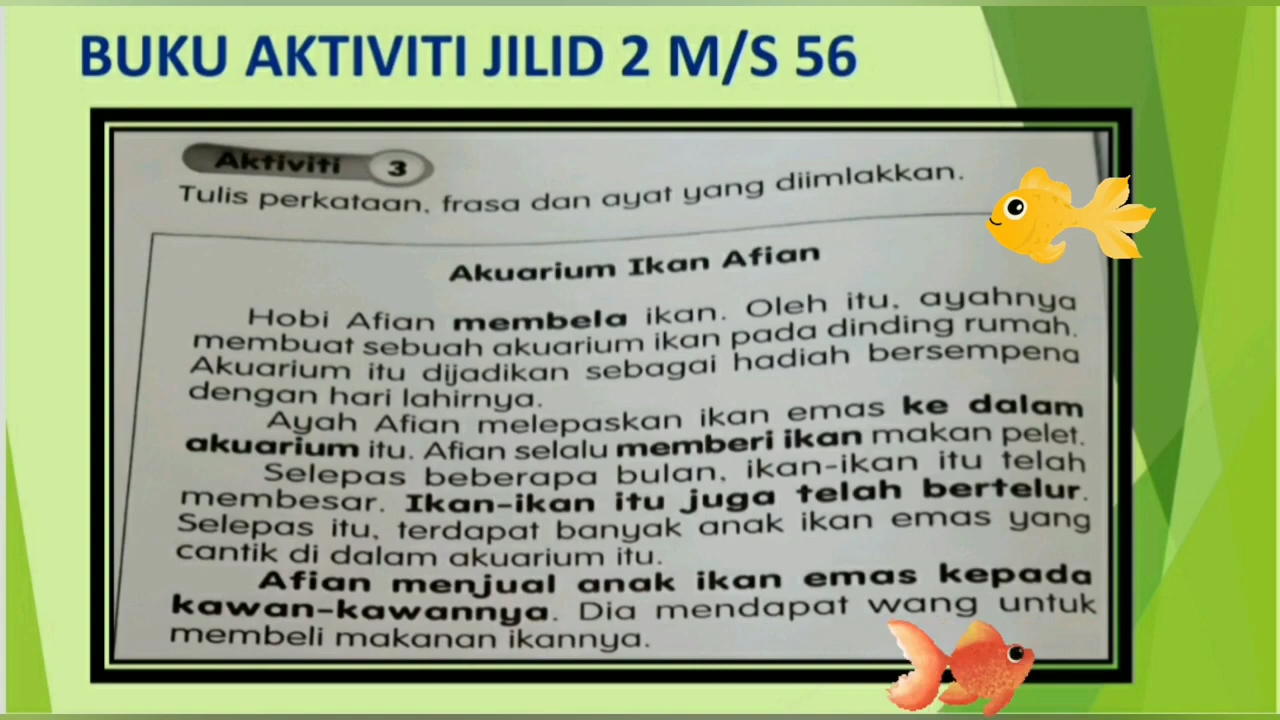 BUKU AKTIVITI JILID 2 M/S 56
Aktiviti 3
Tulis perkataan, frasa dan ayat yang diimlakkan.
Akuarium Ikan Afian
Hobi Afian membela ikan. Oleh itu, ayahnya
membuat sebuah akuarium ikan pada dinding rumah.
Akuarium itu dijadikan sebagai hadiah bersempena
dengan hari lahirnya.
Ayah Afian melepaskan ikan emas ke dalam
akuarium itu. Afian selalu memberi ikan makan pelet.
Selepas beberapa bulan, ikan-ikan itu telah
membesar. Ikan-ikan itu juga telah bertelur.
Selepas itu, terdapat banyak anak ikan emas yang
cantik di dalam akuarium itu.
Afian menjual anak ikan emas kepada
kawan-kawannya. Dia mendapat wang untuk
membeli makanan ikannya.